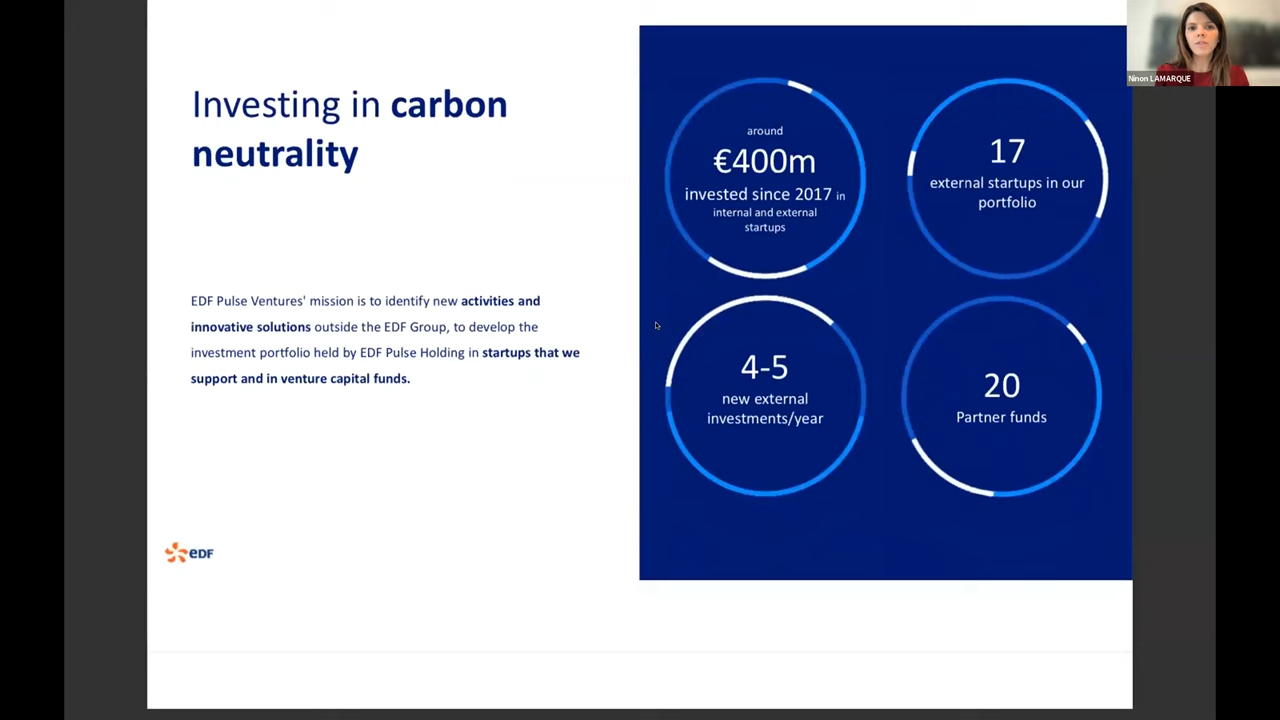 Investing in carbon
neutrality
EDF Pulse Ventures' mission is to identify new activities and
innovative solutions outside the EDF Group, to develop the
investment portfolio held by EDF Pulse Holding in startups that we
support and in venture capital funds.
eDF
around
€400m
invested since 2017 in
internal and external
startups
17
external startups in our
portfolio
4-5
new external
investments/year
20
Partner funds
Ninon LAMARQUE